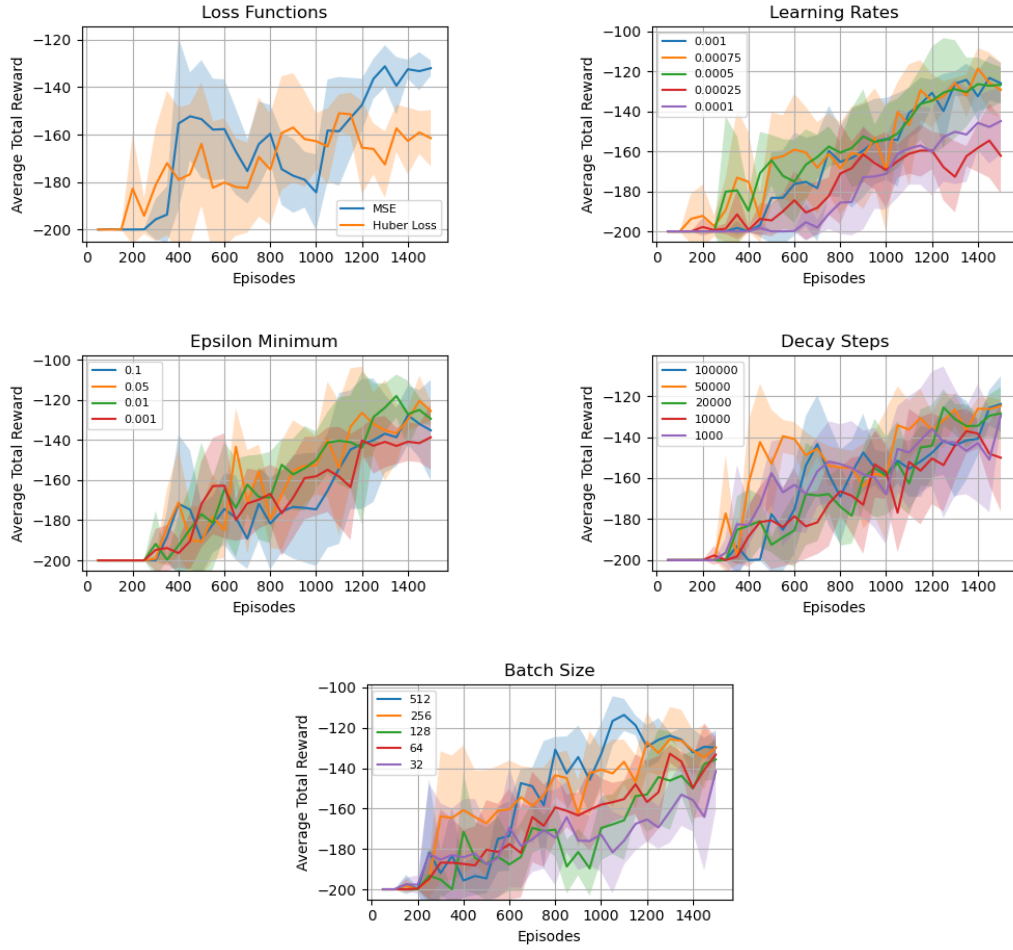 Loss Functions
Average Total Reward
−120
−140
−160
−180
−200
MSE
Huber Loss
0 200 400 600 800 1000 1200 1400
Episodes
Learning Rates
Average Total Reward
−100
−120
−140
−160
−180
−200
0.001
0.00075
0.0005
0.00025
0.0001
0 200 400 600 800 1000 1200 1400
Episodes
Epsilon Minimum
Average Total Reward
−100
−120
−140
−160
−180
−200
0.1
0.05
0.01
0.001
0 200 400 600 800 1000 1200 1400
Episodes
Decay Steps
Average Total Reward
−120
−140
−160
−180
−200
100000
50000
20000
10000
1000
0 200 400 600 800 1000 1200 1400
Episodes
Batch Size
Average Total Reward
−100
−120
−140
−160
−180
−200
512
256
128
64
32
0 200 400 600 800 1000 1200 1400
Episodes